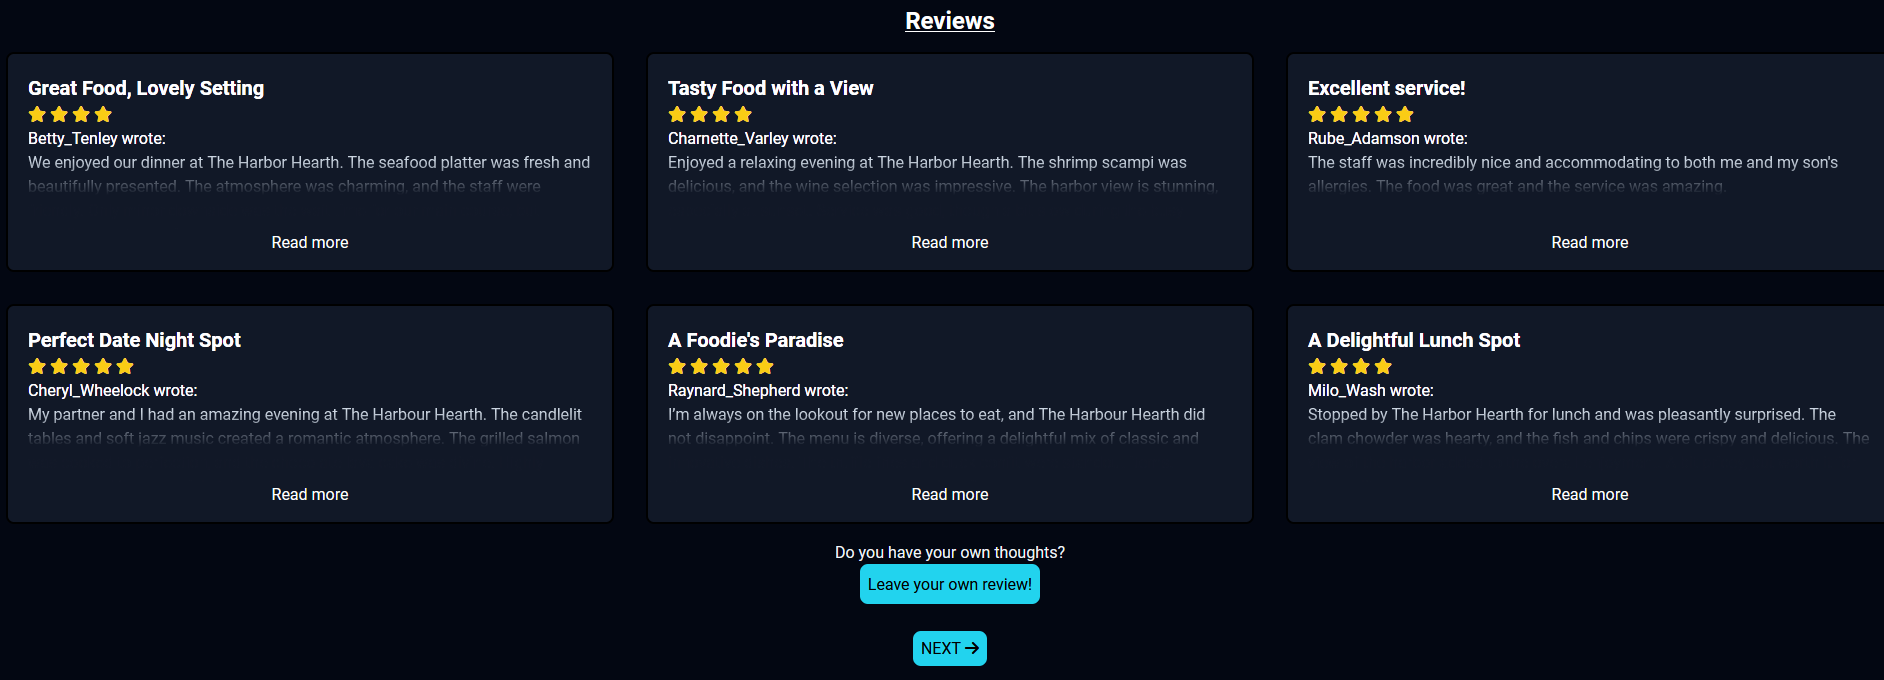 Reviews
Great Food, Lovely Setting
Betty_Tenley wrote:
We enjoyed our dinner at The Harbor Hearth. The seafood platter was fresh and
beautifully presented. The atmosphere was charming, and the staff were
Read more
Tasty Food with a View
Charnette_Varley wrote:
Enjoyed a relaxing evening at The Harbor Hearth. The shrimp scampi was
delicious, and the wine selection was impressive. The harbor view is stunning,
Read more
Excellent service!
Rube_Adamson wrote:
The staff was incredibly nice and accommodating to both me and my son's
allergies. The food was great and the service was amazing.
Read more
Perfect Date Night Spot
Cheryl_Wheelock wrote:
My partner and I had an amazing evening at The Harbour Hearth. The candlelit
tables and soft jazz music created a romantic atmosphere. The grilled salmon
Read more
A Foodie's Paradise
Raynard_Shepherd wrote:
I’m always on the lookout for new places to eat, and The Harbour Hearth did
not disappoint. The menu is diverse, offering a delightful mix of classic and
Read more
A Delightful Lunch Spot
Milo_Wash wrote:
Stopped by The Harbor Hearth for lunch and was pleasantly surprised. The
clam chowder was hearty, and the fish and chips were crispy and delicious. The
Read more
Do you have your own thoughts?
Leave your own review!
NEXT →